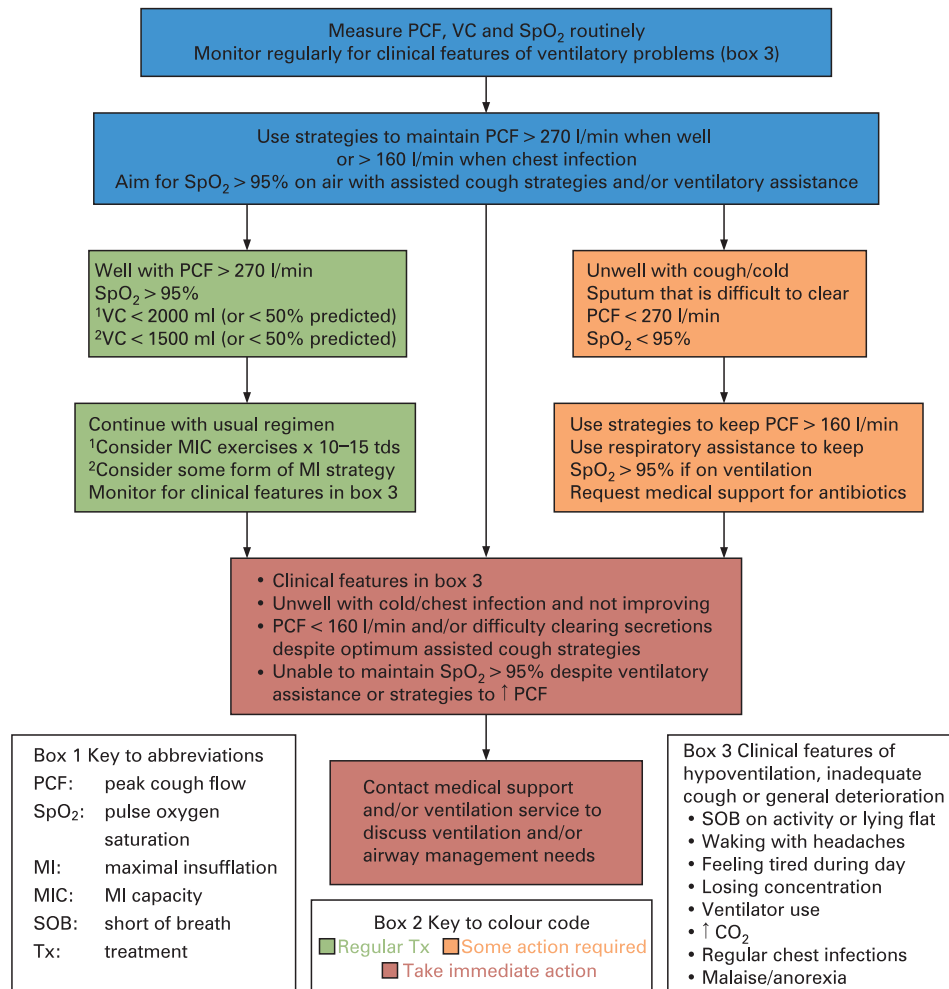 Measure PCF, VC and SpO₂ routinely
Monitor regularly for clinical features of ventilatory problems (box 3)
Use strategies to maintain PCF > 270 l/min when well
or > 160 l/min when chest infection
Aim for SpO₂ > 95% on air with assisted cough strategies and/or ventilatory assistance
Well with PCF > 270 l/min
SpO₂ > 95%
¹VC < 2000 ml (or < 50% predicted)
²VC < 1500 ml (or < 50% predicted)
Unwell with cough/cold
Sputum that is difficult to clear
PCF < 270 l/min
SpO₂ < 95%
Continue with usual regimen
¹Consider MIC exercises x 10–15 tds
²Consider some form of MI strategy
Monitor for clinical features in box 3
Use strategies to keep PCF > 160 l/min
Use respiratory assistance to keep
SpO₂ > 95% if on ventilation
Request medical support for antibiotics
• Clinical features in box 3
• Unwell with cold/chest infection and not improving
• PCF < 160 l/min and/or difficulty clearing secretions
despite optimum assisted cough strategies
• Unable to maintain SpO₂ > 95% despite ventilatory
assistance or strategies to ↑ PCF
Contact medical support
and/or ventilation service to
discuss ventilation and/or
airway management needs
Box 1 Key to abbreviations
PCF: peak cough flow
SpO₂: pulse oxygen
saturation
MI: maximal insufflation
MIC: MI capacity
SOB: short of breath
Tx: treatment
Box 2 Key to colour code
Regular Tx Some action required
Take immediate action
Box 3 Clinical features of
hypoventilation, inadequate
cough or general deterioration
• SOB on activity or lying flat
• Waking with headaches
• Feeling tired during day
• Losing concentration
• Ventilator use
• ↑ CO₂
• Regular chest infections
• Malaise/anorexia